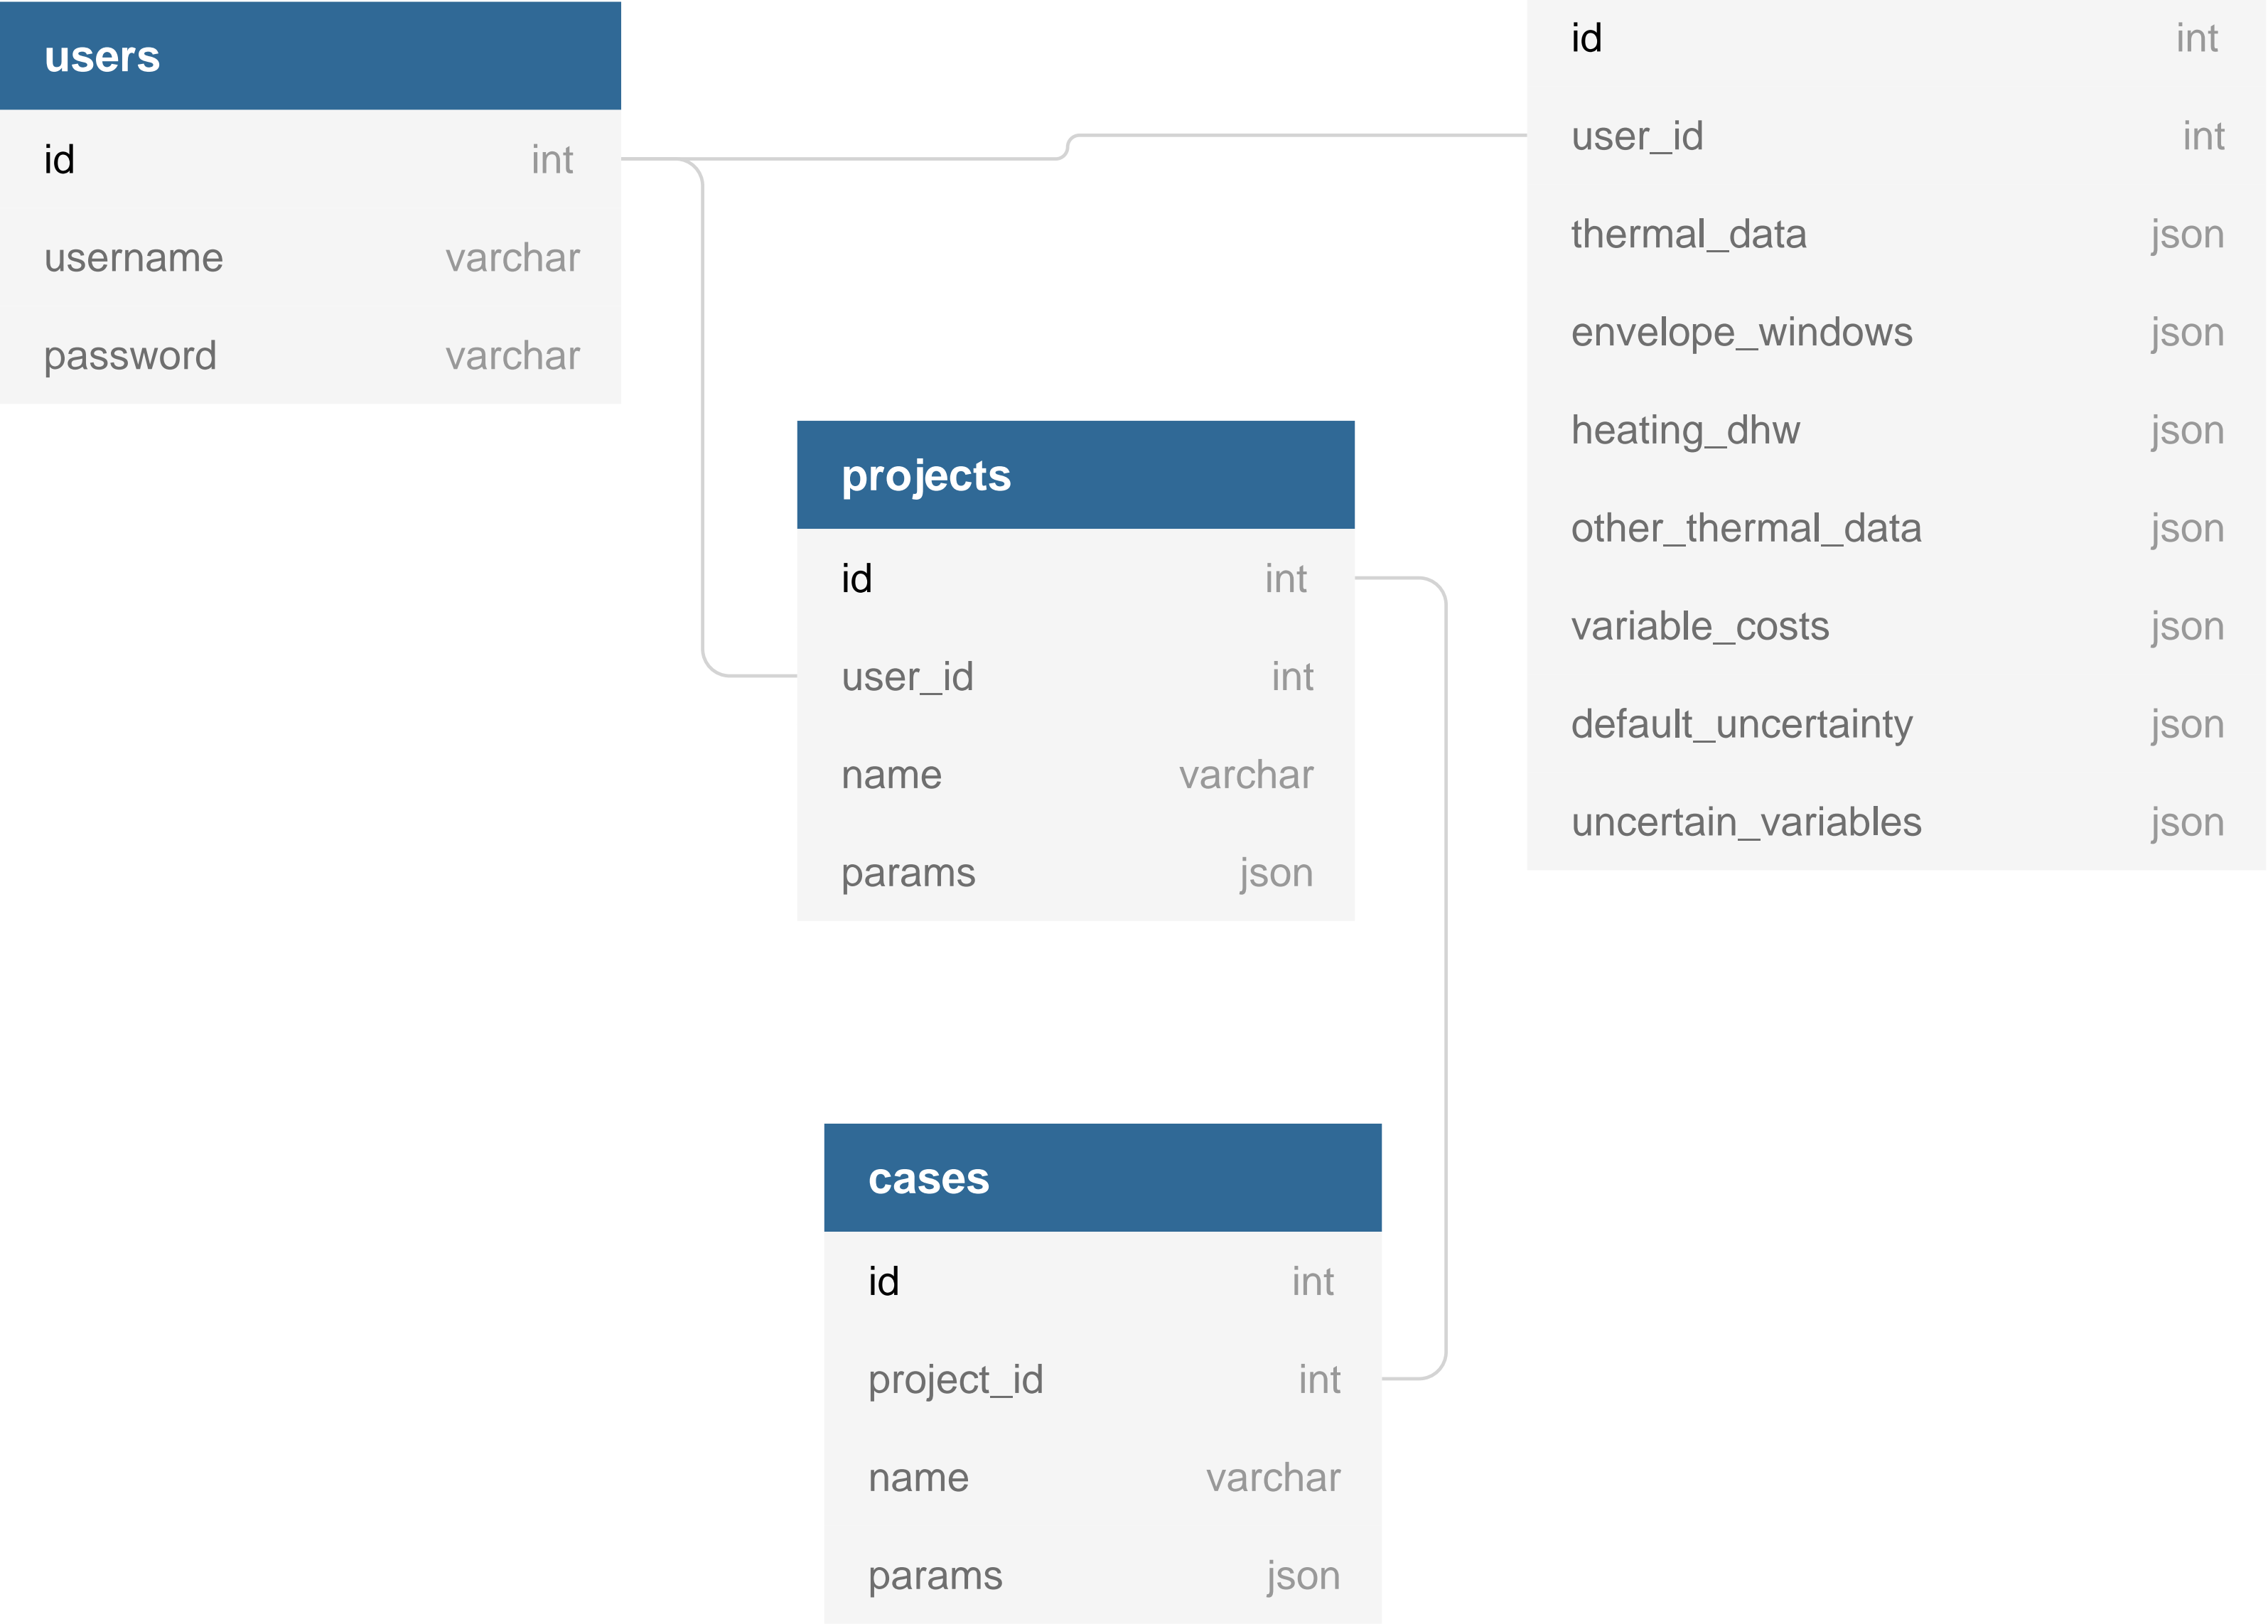 users
id int
username varchar
password varchar
id int
user_id int
thermal_data json
envelope_windows json
heating_dhw json
other_thermal_data json
variable_costs json
default_uncertainty json
uncertain_variables json
projects
id int
user_id int
name varchar
params json
cases
id int
project_id int
name varchar
params json